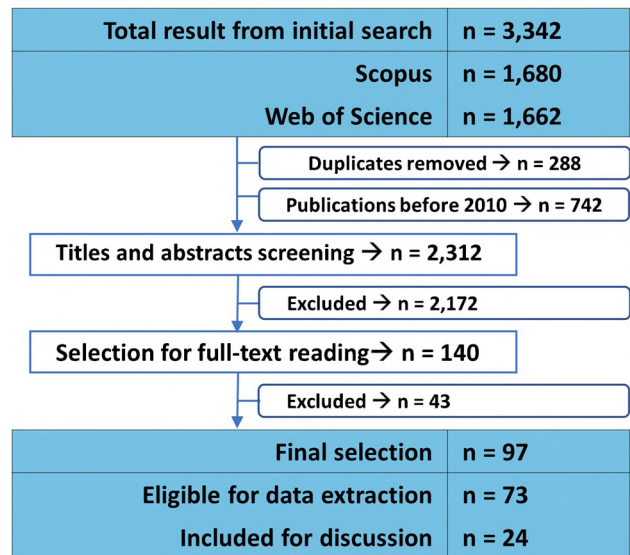 Total result from initial search n = 3,342
Scopus n = 1,680
Web of Science n = 1,662
Duplicates removed → n = 288
Publications before 2010 → n = 742
Titles and abstracts screening → n = 2,312
Excluded → n = 2,172
Selection for full-text reading→ n = 140
Excluded → n = 43
Final selection n = 97
Eligible for data extraction n = 73
Included for discussion n = 24